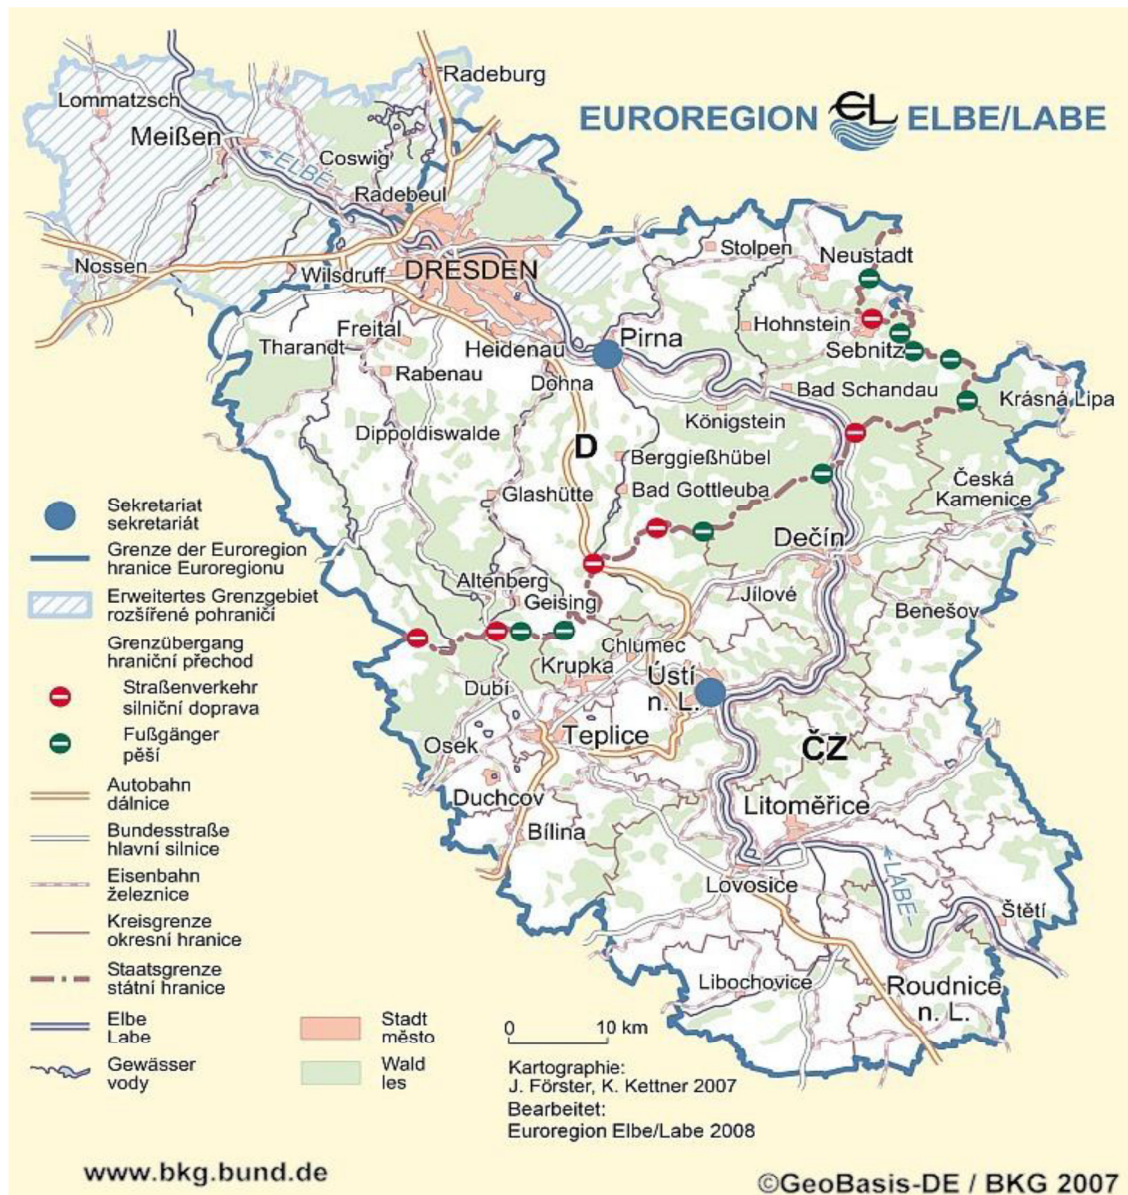 EUROREGION EL ELBE/LABE
Radeburg
Lommatzsch
Meißen
Coswig
ELBE
Radebeul
Stolpen
Neustadt
Nossen
Wilsdruff
DRESDEN
Hohnstein
Pirna
Freital
Tharandt
Heidenau
Sebnitz
Rabenau
Dohna
Bad Schandau
Krásná Lípa
Königstein
Dippoldiswalde
D
Berggießhübel
Glashütte
Bad Gottleuba
Česká
Kamenice
Děčín
Altenberg
Geising
Jílové
Benešov
Chlumec
Krupka
Ústí
n. L.
Dubí
Teplice
ČZ
Osek
Duchcov
Litoměřice
Bílina
Lovosice
LABE
Štětí
Libochovice
Roudnice
n. L.
Sekretariat
sekretariát
Grenze der Euroregion
hranice Euroregionu
Erweitertes Grenzgebiet
rozšířené pohraničí
Grenzübergang
hraniční přechod
Straßenverkehr
silniční doprava
Fußgänger
pěší
Autobahn
dálnice
Bundesstraße
hlavní silnice
Eisenbahn
železnice
Kreisgrenze
okresní hranice
Staatsgrenze
státní hranice
Elbe
Labe
Gewässer
vody
Stadt
město
Wald
les
0 10 km
Kartographie:
J. Förster, K. Kettner 2007
Bearbeitet:
Euroregion Elbe/Labe 2008
www.bkg.bund.de
©GeoBasis-DE / BKG 2007